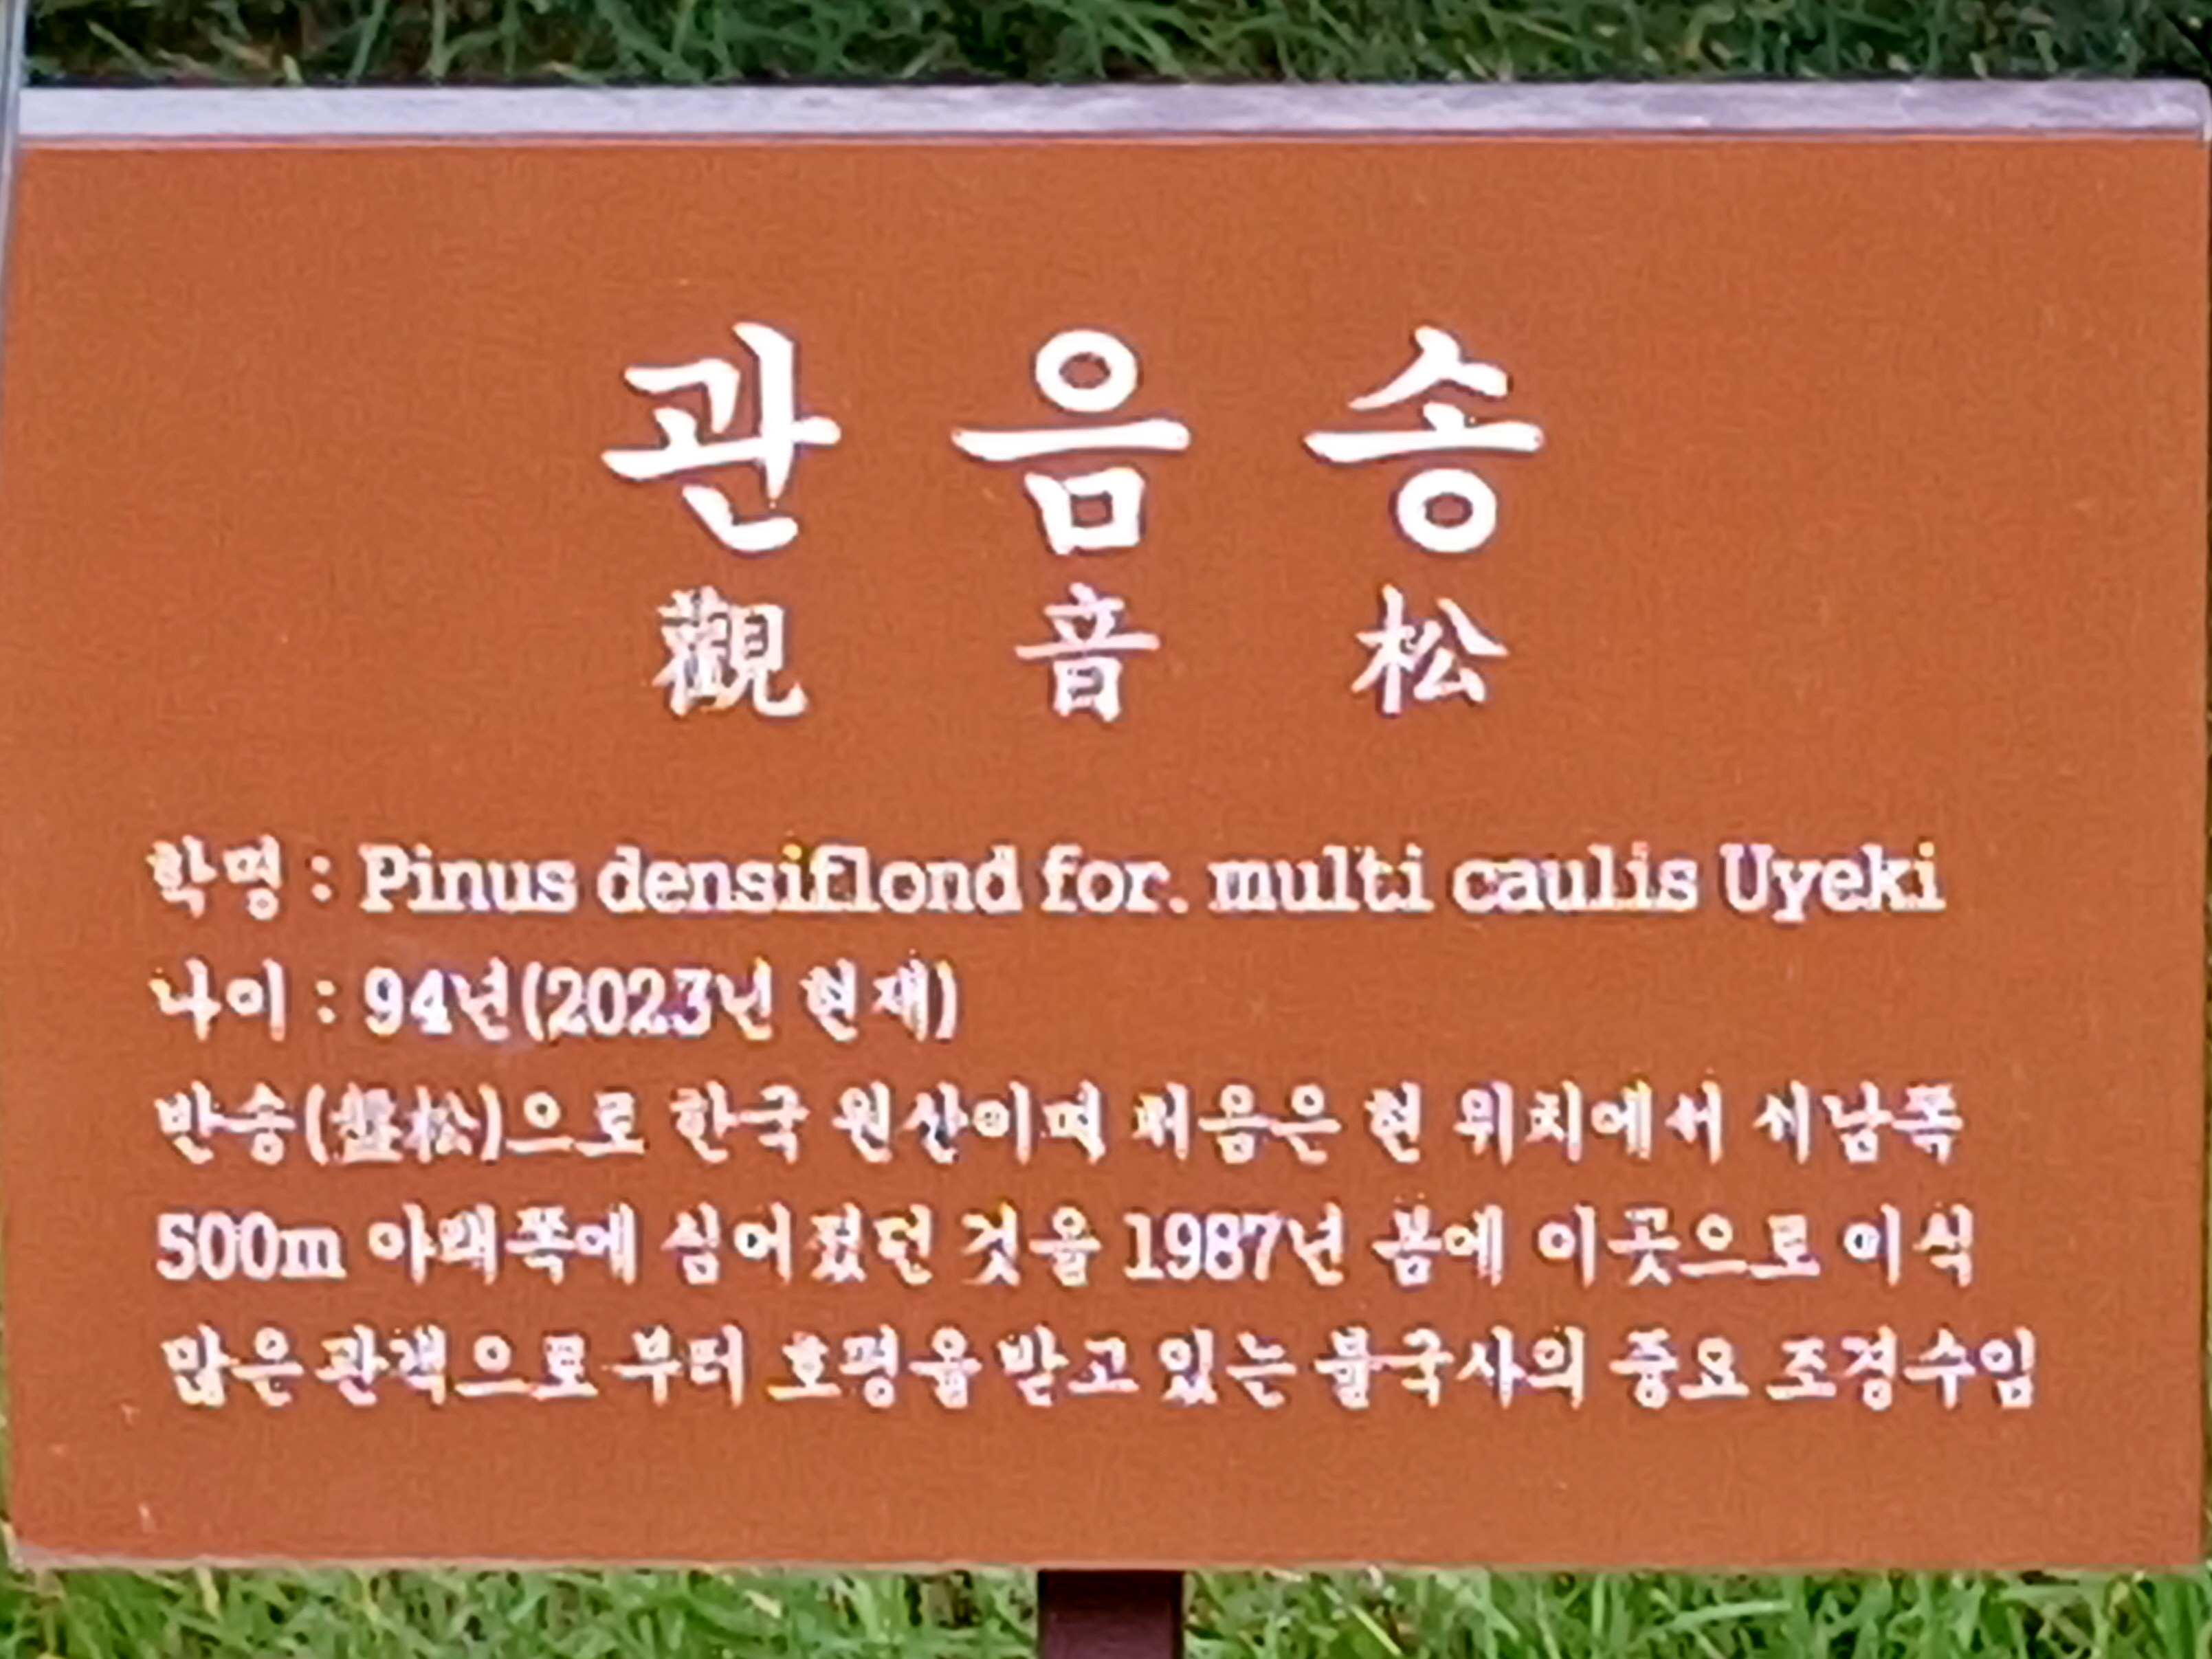 관음송
觀音松
학명 : Pinus densiflond for. multi caulis Uyeki
나이 : 94년(2023년 현재)
반송(盤松)으로 한국 원산이며 처음은 현 위치에서 서남쪽
500m 아래쪽에 심어졌던 것을 1987년 봄에 이곳으로 이식
많은 관객으로 부터 호평을 받고 있는 불국사의 중요 조경수임